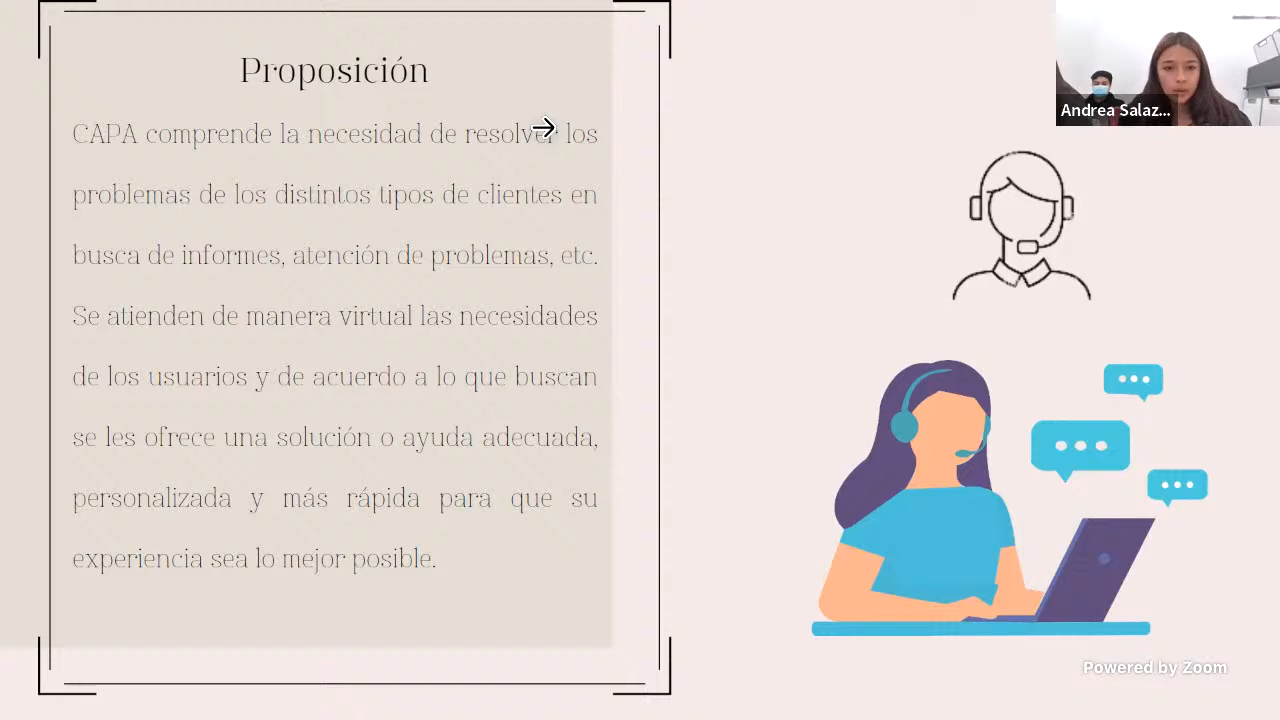 Proposición
CAPA comprende la necesidad de resolver los
problemas de los distintos tipos de clientes en
busca de informes, atención de problemas, etc.
Se atienden de manera virtual las necesidades
de los usuarios y de acuerdo a lo que buscan
se les ofrece una solución o ayuda adecuada,
personalizada y más rápida para que su
experiencia sea lo mejor posible.
Andrea Salaz...
Powered by Zoom